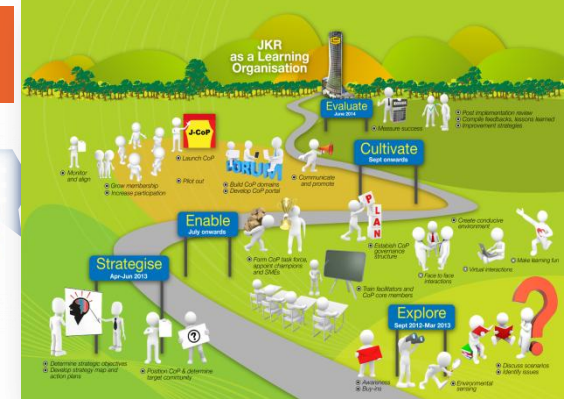 JKR
as a Learning
Organisation
Evaluate
June 2014
Measure success
Post implementation review
Compile feedbacks, lessons learned
Improvement strategies
Cultivate
Sept onwards
J-CoP
Launch CoP
Monitor
and align
Grow membership
Increase participation
Pilot out
FORUM
Build CoP domains
Develop CoP portal
Communicate
and promote
Enable
July onwards
Form CoP task force,
appoint champions
and SMEs
PLAN
Establish CoP
governance
structure
Create conducive
environment
Face to face
interactions
Virtual interactions
Make learning fun
Train facilitators and
CoP core members
Strategise
Apr-Jun 2013
Determine strategic objectives
Develop strategy map and
action plans
Position CoP & determine
target community
Explore
Sept 2012-Mar 2013
Awareness
Buy-ins
Environmental
sensing
Discuss scenarios
Identify issues